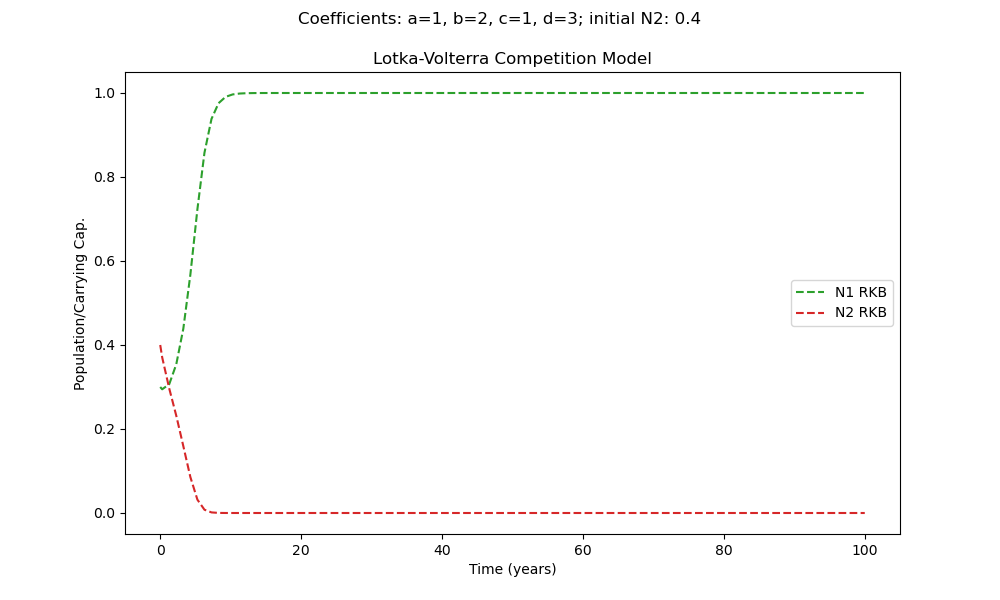 Coefficients: a=1, b=2, c=1, d=3; initial N2: 0.4
Lotka-Volterra Competition Model
Population/Carrying Cap.
1.0
0.8
0.6
0.4
0.2
0.0
N1 RKB
N2 RKB
0 20 40 60 80 100
Time (years)